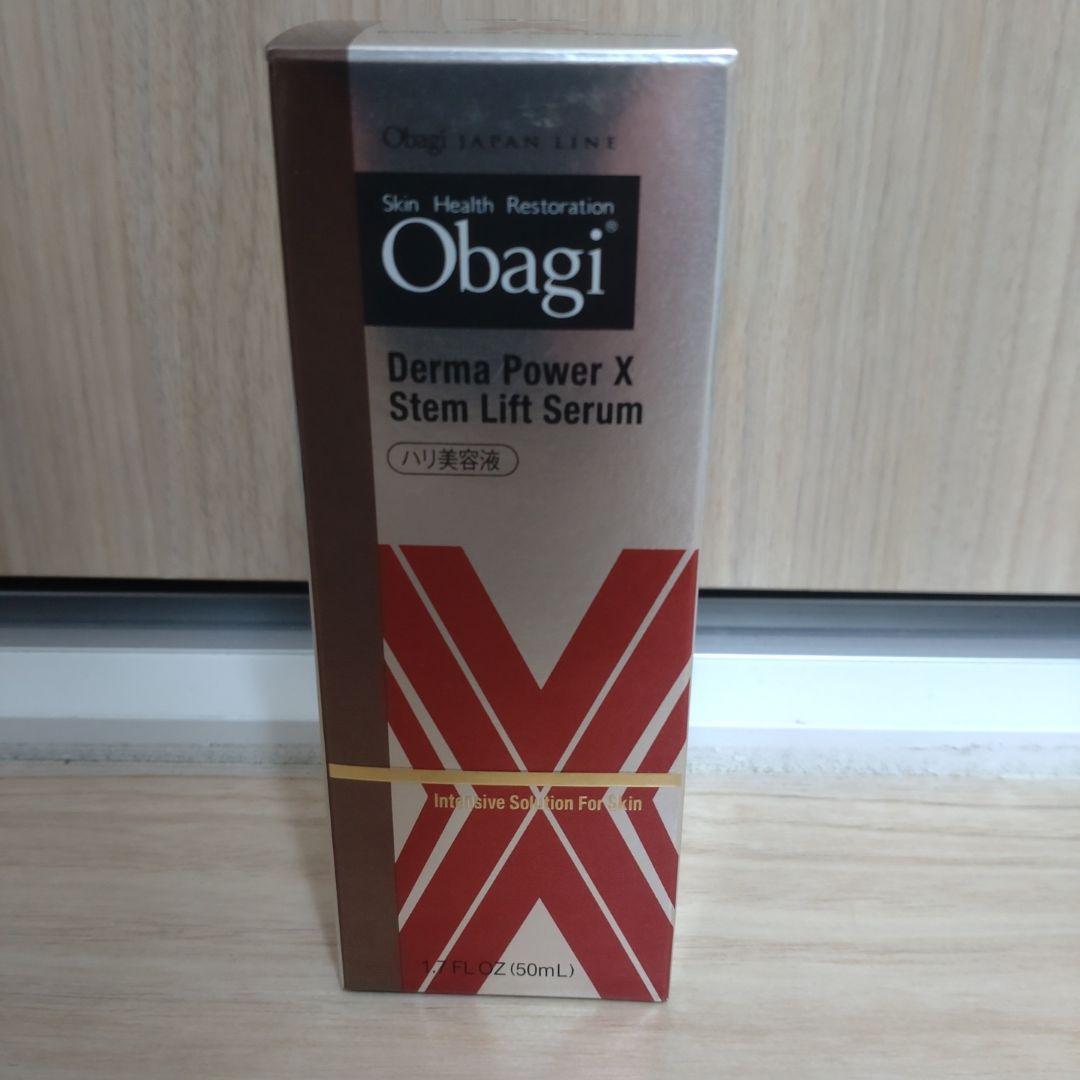 Obagi JAPAN LINE
Skin Health Restoration
Obagi®
Derma Power X
Stem Lift Serum
ハリ美容液
Intensive Solution For Skin
1.7 FL OZ (50mL)